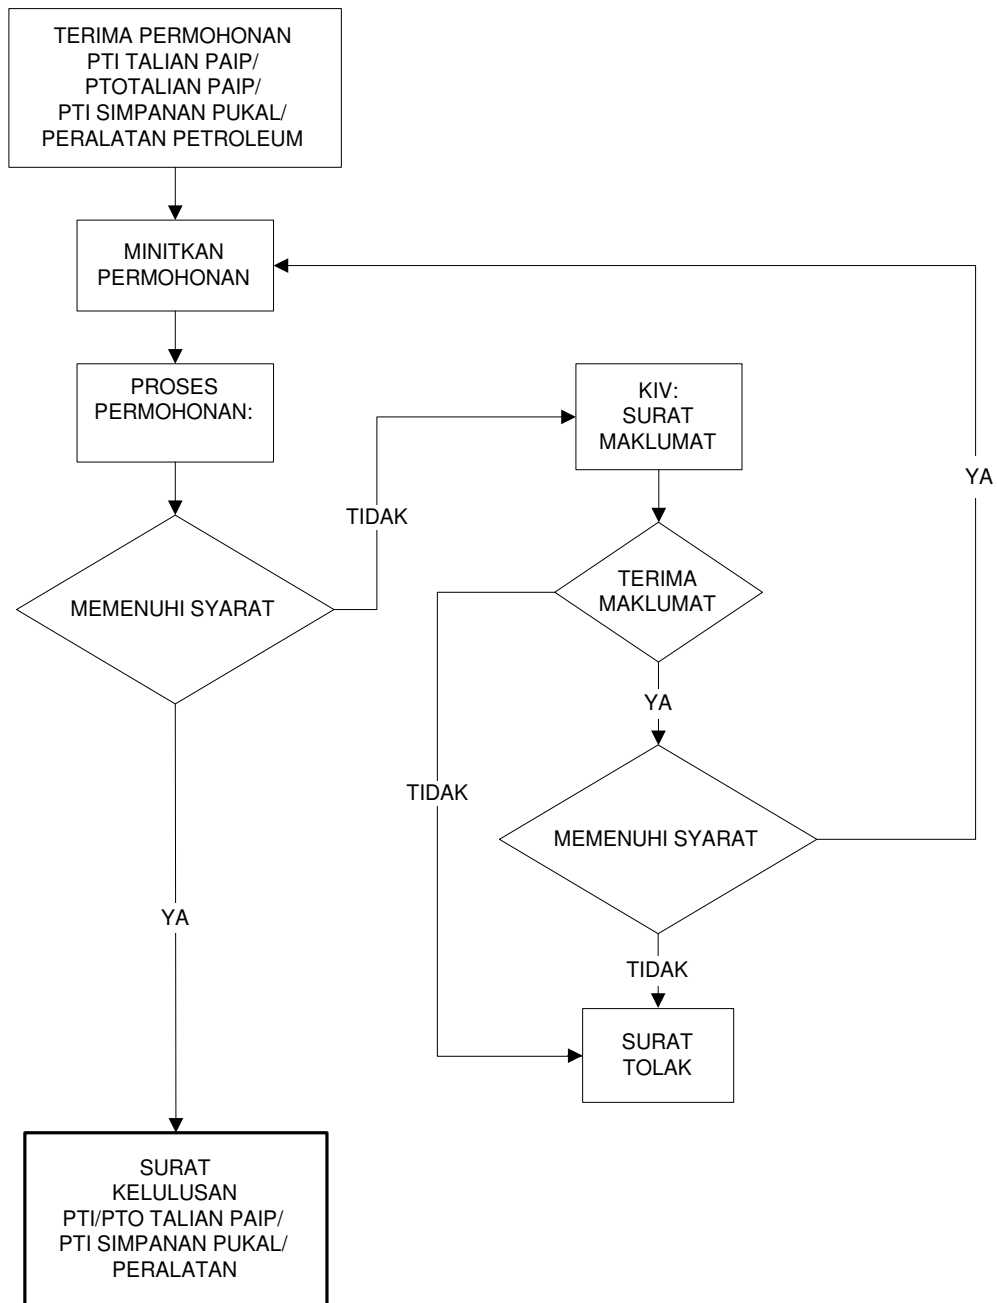 TERIMA PERMOHONAN
PTI TALIAN PAIP/
PTOTALIAN PAIP/
PTI SIMPANAN PUKAL/
PERALATAN PETROLEUM
MINITKAN
PERMOHONAN
PROSES
PERMOHONAN:
KIV:
SURAT
MAKLUMAT
YA
TIDAK
MEMENUHI SYARAT
TERIMA
MAKLUMAT
YA
TIDAK
MEMENUHI SYARAT
YA
TIDAK
SURAT
TOLAK
SURAT
KELULUSAN
PTI/PTO TALIAN PAIP/
PTI SIMPANAN PUKAL/
PERALATAN